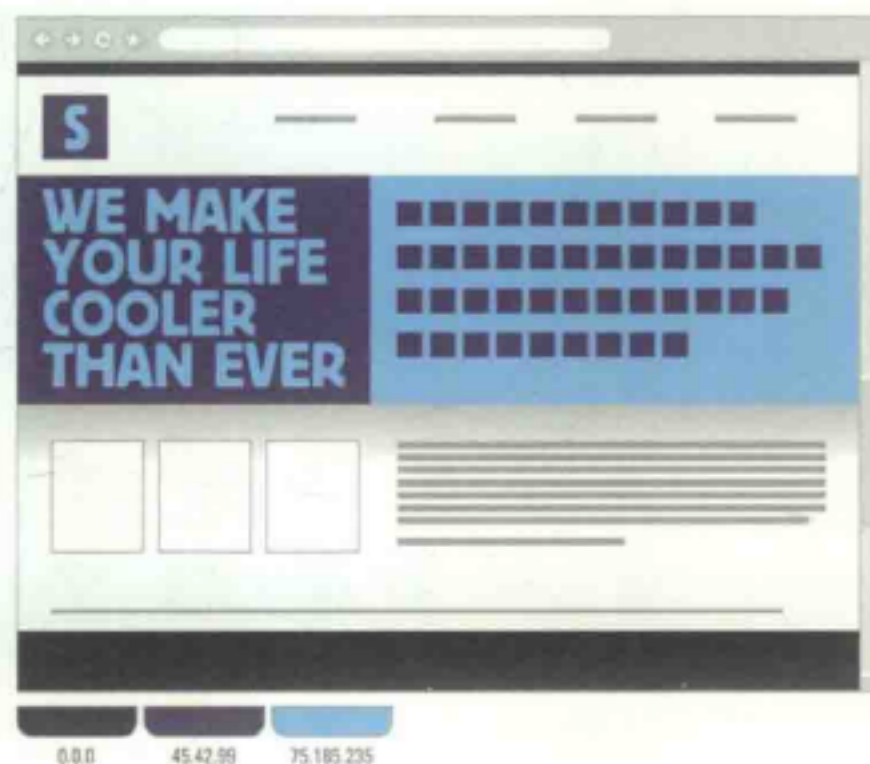 S
WE MAKE
YOUR LIFE
COOLER
THAN EVER
0.0.0
45.42.99
75.185.235